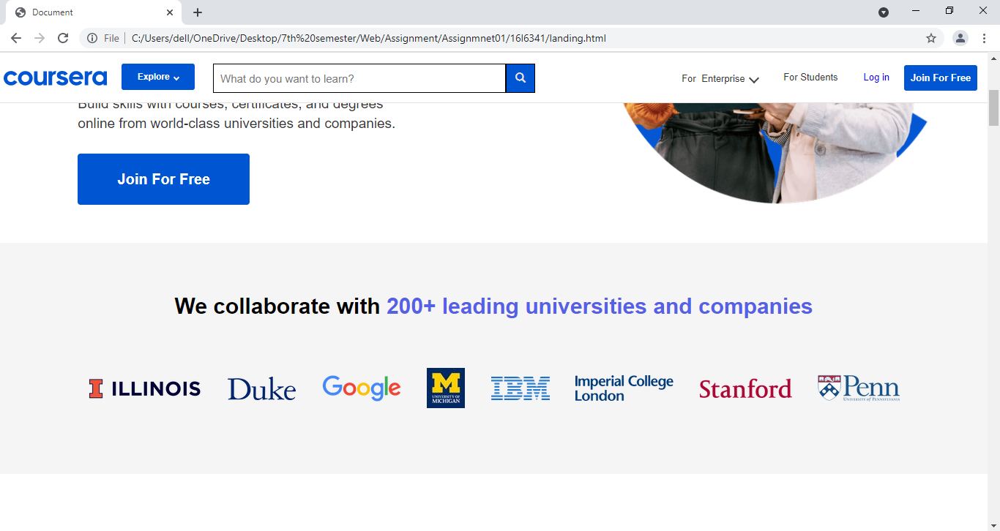 Document
File
C:/Users/dell/OneDrive/Desktop/7th%20semester/Web/Assignment/Assignmnet01/16l6341/landing.html
coursera
Explore
What do you want to learn?
For Enterprise
For Students
Log in
Join For Free
Build skills with courses, certificates, and degrees
online from world-class universities and companies.
Join For Free
We collaborate with 200+ leading universities and companies
I ILLINOIS
Duke
Google
M
UNIVERSITY OF
MICHIGAN
IBM
Imperial College
London
Stanford
Penn
UNIVERSITY OF PENNSYLVANIA